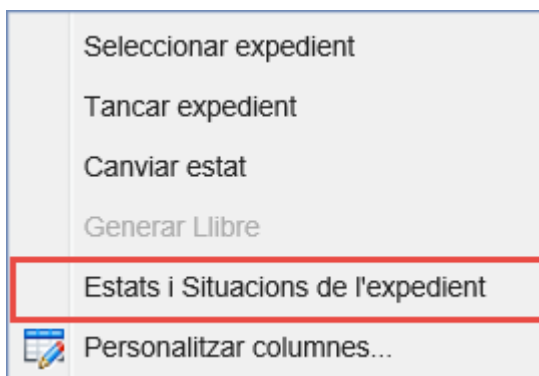 Seleccionar expedient
Tancar expedient
Canviar estat
Generar Llibre
Estats i Situacions de l'expedient
Personalitzar columnes...